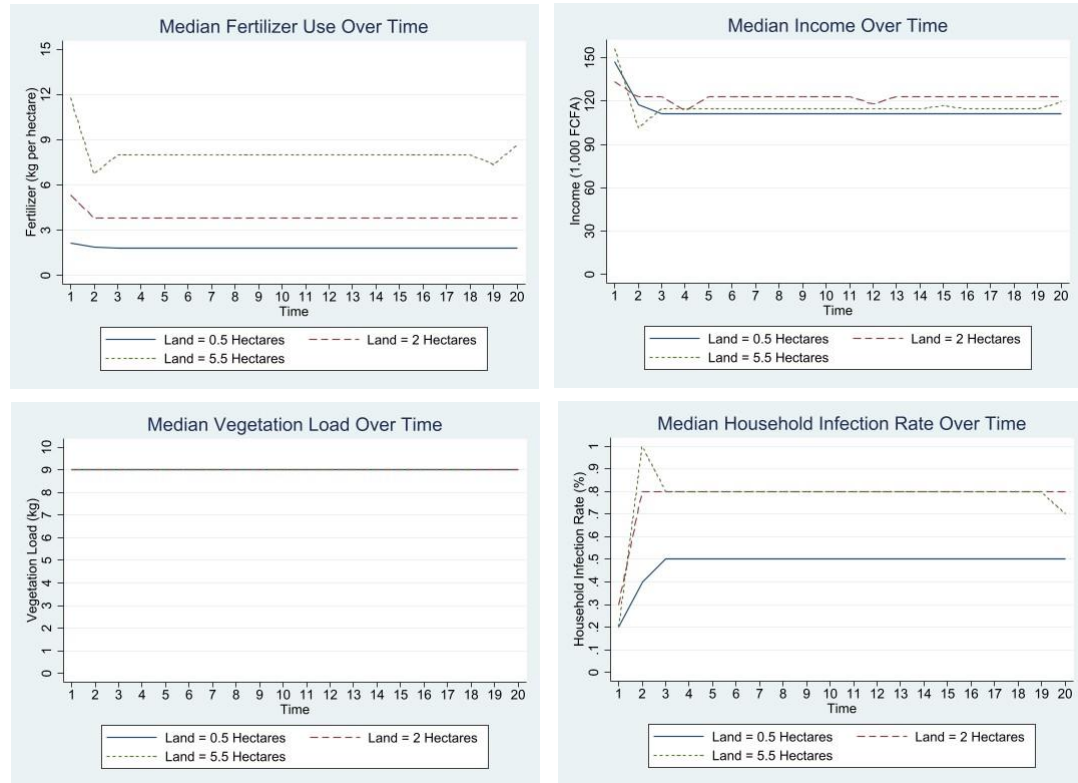 Median Fertilizer Use Over Time
Fertilizer (kg per hectare)
15
12
9
6
3
0
1 2 3 4 5 6 7 8 9 10 11 12 13 14 15 16 17 18 19 20
Time
Land = 0.5 Hectares Land = 2 Hectares
Land = 5.5 Hectares
Median Income Over Time
Income (1,000 FCFA)
150
120
90
60
30
0
1 2 3 4 5 6 7 8 9 10 11 12 13 14 15 16 17 18 19 20
Time
Land = 0.5 Hectares Land = 2 Hectares
Land = 5.5 Hectares
Median Vegetation Load Over Time
Vegetation Load (kg)
10
9
8
7
6
5
4
3
2
1
0
1 2 3 4 5 6 7 8 9 10 11 12 13 14 15 16 17 18 19 20
Time
Land = 0.5 Hectares Land = 2 Hectares
Land = 5.5 Hectares
Median Household Infection Rate Over Time
Household Infection Rate (%)
1
.9
.8
.7
.6
.5
.4
.3
.2
.1
0
1 2 3 4 5 6 7 8 9 10 11 12 13 14 15 16 17 18 19 20
Time
Land = 0.5 Hectares Land = 2 Hectares
Land = 5.5 Hectares